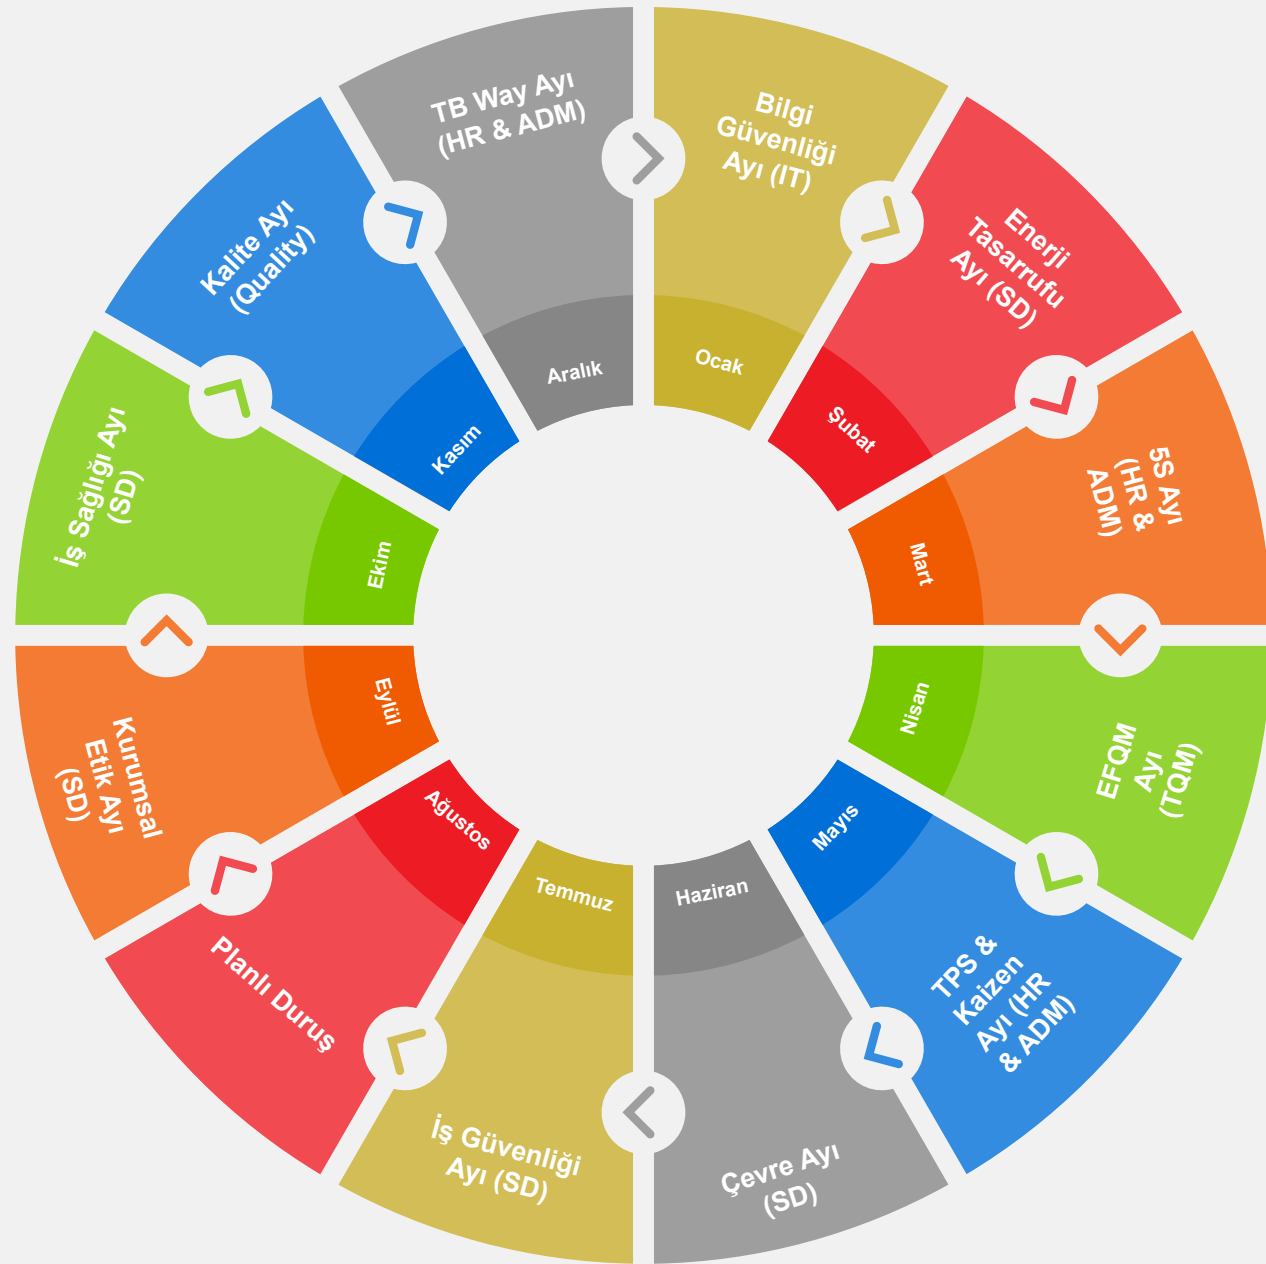 Bilgi
Güvenliği
Ayı (IT)
Ocak
Enerji
Tasarrufu
Ayı (SD)
Şubat
5S Ayı
(HR &
ADM)
Mart
EFQM
Ayı
(TQM)
Nisan
TPS &
Kaizen
Ayı (HR
& ADM)
Mayıs
Çevre Ayı
(SD)
Haziran
İş Güvenliği
Ayı (SD)
Temmuz
Planlı Duruş
Ağustos
Kurumsal
Etik Ayı
(SD)
Eylül
İş Sağlığı Ayı
(SD)
Ekim
Kalite Ayı
(Quality)
Kasım
TB Way Ayı
(HR & ADM)
Aralık